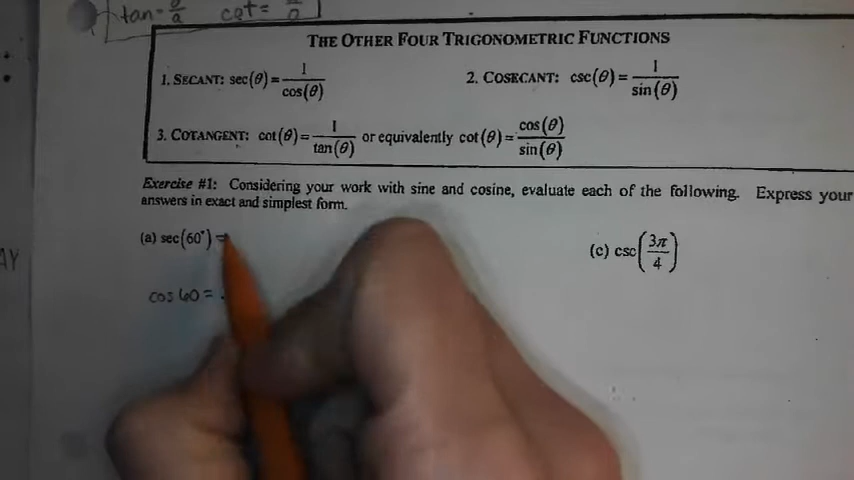 tan = o/a cot = /o
THE OTHER FOUR TRIGONOMETRIC FUNCTIONS
1. SECANT: sec(θ) = 1/cos(θ) 2. COSECANT: csc(θ) = 1/sin(θ)
3. COTANGENT: cot(θ) = 1/tan(θ) or equivalently cot(θ) = cos(θ)/sin(θ)
Exercise #1: Considering your work with sine and cosine, evaluate each of the following. Express your
answers in exact and simplest form.
(a) sec(60°) = (c) csc(3π/4)
AY
cos 60 = .